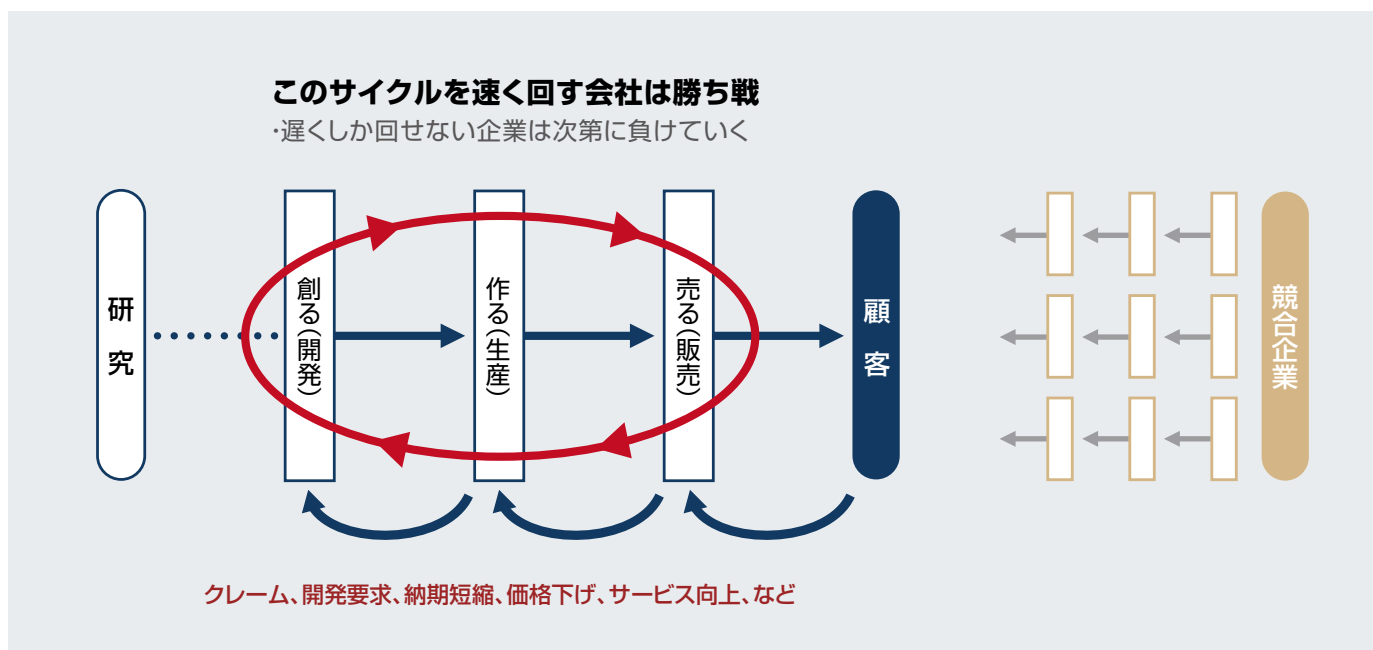 このサイクルを速く回す会社は勝ち戦
・遅くしか回せない企業は次第に負けていく
研究
創る(開発)
作る(生産)
売る(販売)
顧客
競合企業
クレーム、開発要求、納期短縮、価格下げ、サービス向上、など